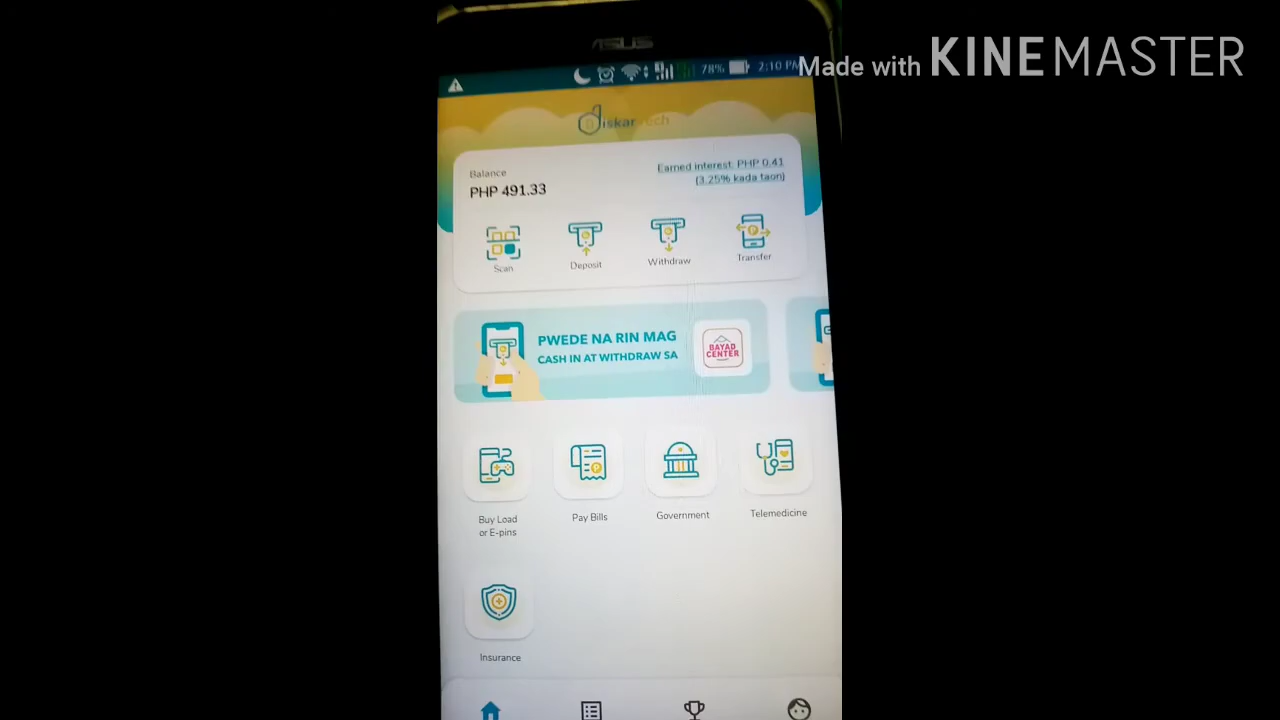 ASUS
Made with KINEMASTER
78% 2:10 PM
diskartech
Balance
PHP 491.33
Earned interest: PHP 0.41
(3.25% kada taon)
Scan
Deposit
Withdraw
Transfer
PWEDE NA RIN MAG
CASH IN AT WITHDRAW SA
BAYAD
CENTER
Buy Load
or E-pins
Pay Bills
Government
Telemedicine
Insurance